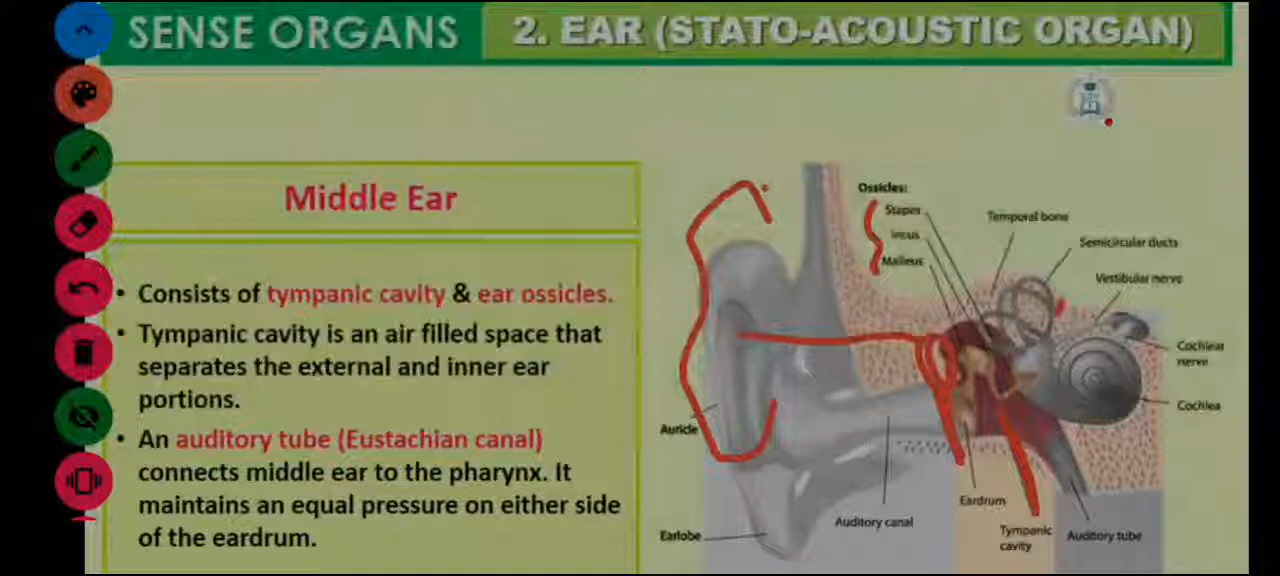 SENSE ORGANS
2. EAR (STATO-ACOUSTIC ORGAN)
Middle Ear
• Consists of tympanic cavity & ear ossicles.
• Tympanic cavity is an air filled space that
separates the external and inner ear
portions.
• An auditory tube (Eustachian canal)
connects middle ear to the pharynx. It
maintains an equal pressure on either side
of the eardrum.
Ossicles:
Stapes
Incus
Malleus
Temporal bone
Semicircular ducts
Vestibular nerve
Cochlear
nerve
Cochlea
Auricle
Eardrum
Auditory canal
Tympanic
cavity
Auditory tube
Earlobe